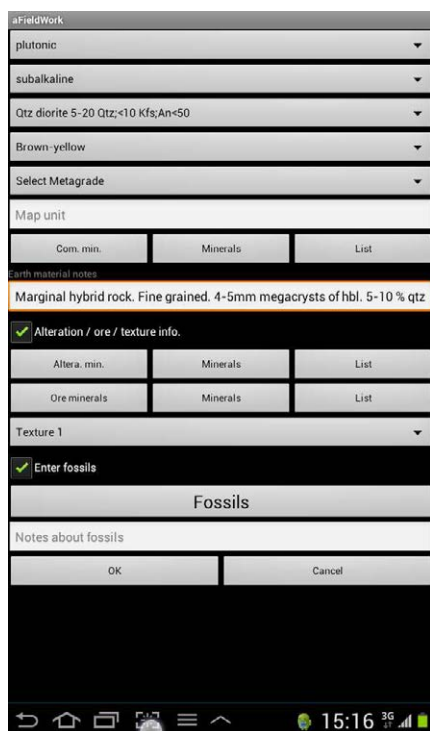 aFieldWork
plutonic
subalkaline
Qtz diorite 5-20 Qtz;<10 Kfs;An<50
Brown-yellow
Select Metagrade
Map unit
Com. min. Minerals List
Earth material notes
Marginal hybrid rock. Fine grained. 4-5mm megacrysts of hbl. 5-10 % qtz
Alteration / ore / texture info.
Altera. min. Minerals List
Ore minerals Minerals List
Texture 1
Enter fossils
Fossils
Notes about fossils
OK Cancel
15:16 3G